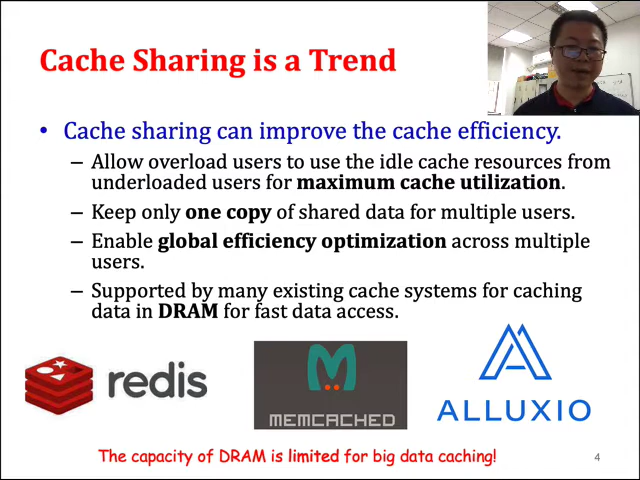 Cache Sharing is a Trend
• Cache sharing can improve the cache efficiency.
– Allow overload users to use the idle cache resources from
underloaded users for maximum cache utilization.
– Keep only one copy of shared data for multiple users.
– Enable global efficiency optimization across multiple
users.
– Supported by many existing cache systems for caching
data in DRAM for fast data access.
redis
MEMCACHED
ALLUXIO
The capacity of DRAM is limited for big data caching!
4